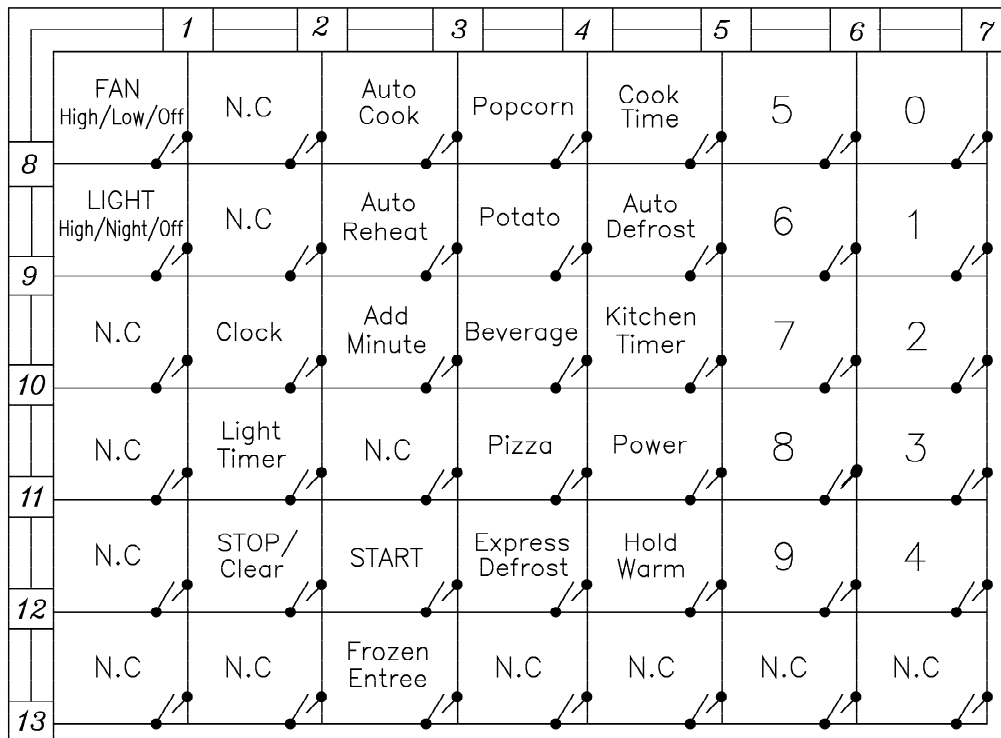 1 2 3 4 5 6 7
FAN
High/Low/Off
N.C
Auto
Cook
Popcorn
Cook
Time
5
0
8
LIGHT
High/Night/Off
N.C
Auto
Reheat
Potato
Auto
Defrost
6
1
9
N.C
Clock
Add
Minute
Beverage
Kitchen
Timer
7
2
10
N.C
Light
Timer
N.C
Pizza
Power
8
3
11
N.C
STOP/
Clear
START
Express
Defrost
Hold
Warm
9
4
12
N.C
N.C
Frozen
Entree
N.C
N.C
N.C
N.C
13